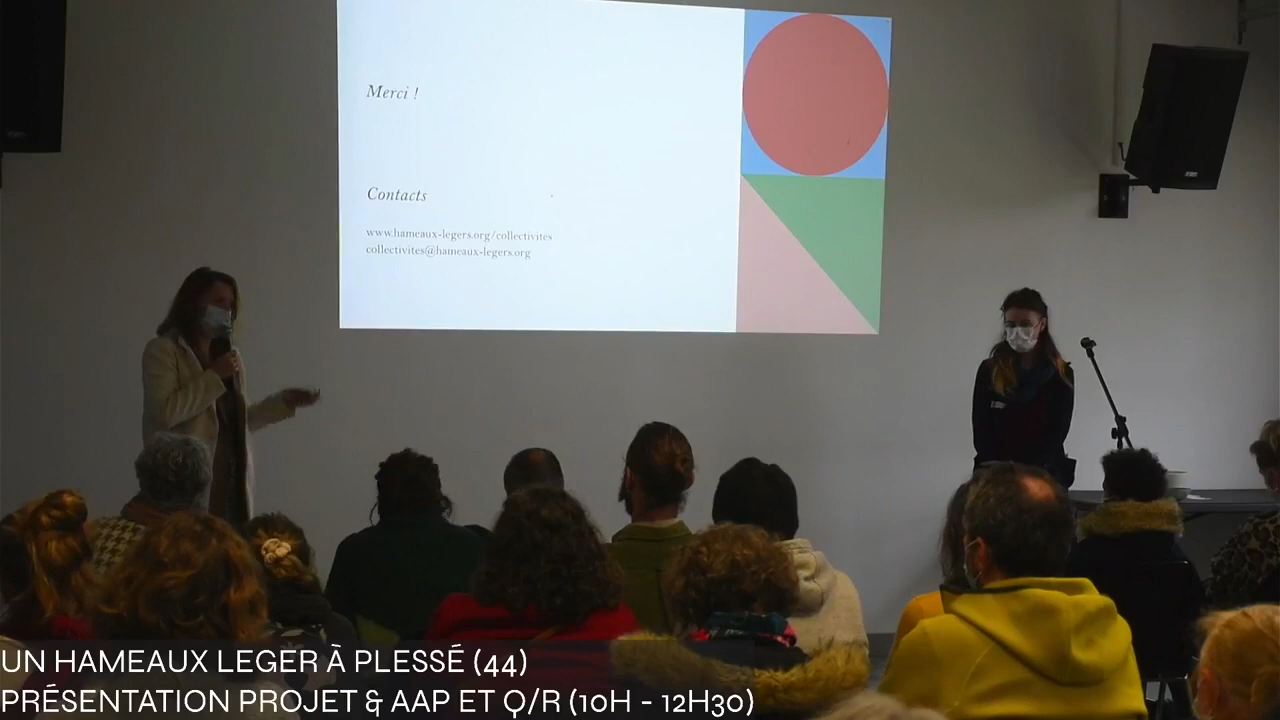 Merci !
Contacts
www.hameaux-legers.org/collectivites
collectivites@hameaux-legers.org
UN HAMEAUX LEGER À PLESSÉ (44)
PRÉSENTATION PROJET & AAP ET Q/R (10H - 12H30)